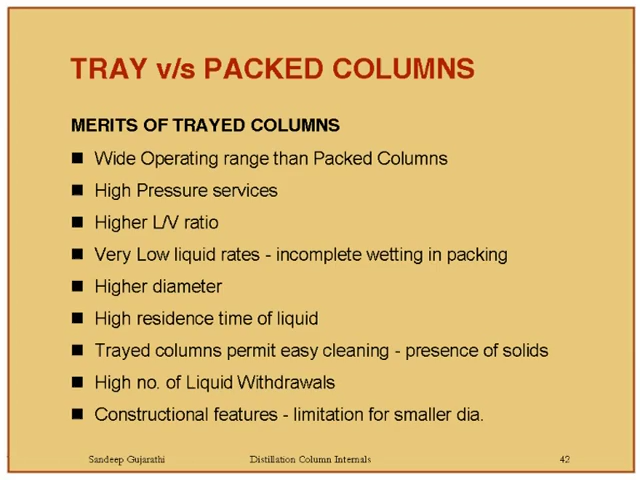 TRAY v/s PACKED COLUMNS
MERITS OF TRAYED COLUMNS
■ Wide Operating range than Packed Columns
■ High Pressure services
■ Higher L/V ratio
■ Very Low liquid rates - incomplete wetting in packing
■ Higher diameter
■ High residence time of liquid
■ Trayed columns permit easy cleaning - presence of solids
■ High no. of Liquid Withdrawals
■ Constructional features - limitation for smaller dia.
Sandeep Gujarathi Distillation Column Internals 42